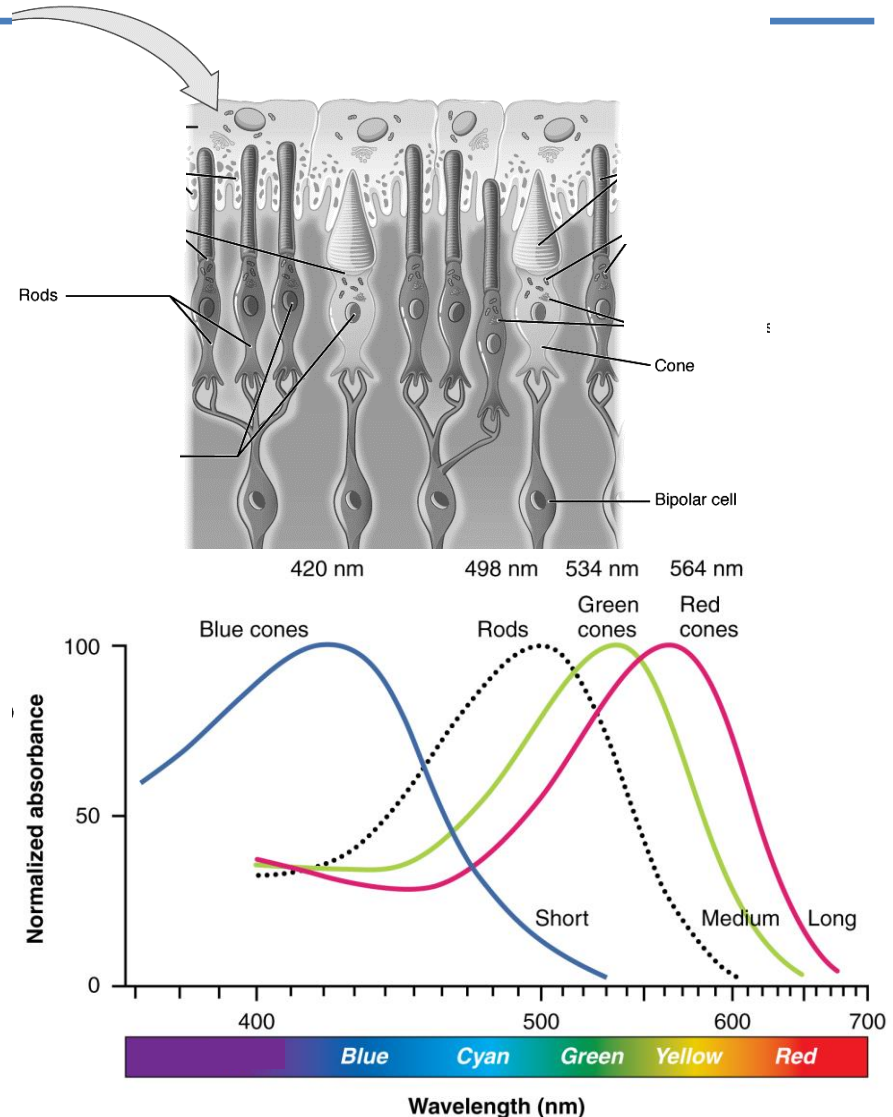 Rods
Cone
Bipolar cell
420 nm
498 nm
534 nm
564 nm
Blue cones
Rods
Green
cones
Red
cones
100
50
0
Normalized absorbance
Short
Medium
Long
400
500
600
700
Blue
Cyan
Green
Yellow
Red
Wavelength (nm)